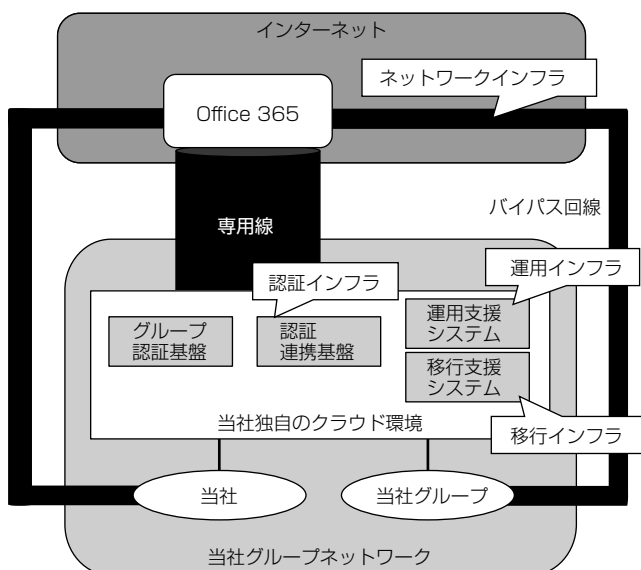 インターネット
ネットワークインフラ
Office 365
専用線
バイパス回線
認証インフラ
運用インフラ
グループ
認証基盤
認証
連携基盤
運用支援
システム
移行支援
システム
当社独自のクラウド環境
移行インフラ
当社
当社グループ
当社グループネットワーク